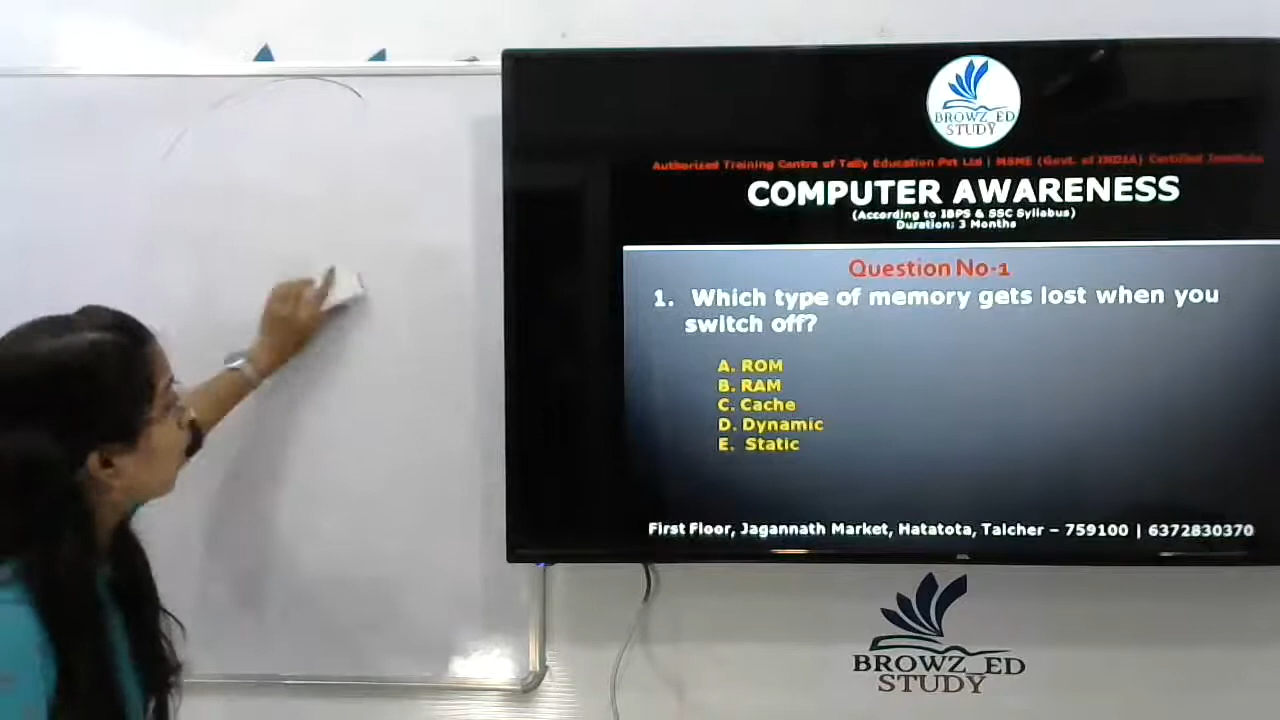 BROWZ_ED
STUDY
Authorized Training Centre of Tally Education Pvt Ltd | MSME (Govt. of INDIA) Certified Institute
COMPUTER AWARENESS
(According to IBPS & SSC Syllabus)
Duration: 3 Months
Question No-1
1. Which type of memory gets lost when you
switch off?
A. ROM
B. RAM
C. Cache
D. Dynamic
E. Static
First Floor, Jagannath Market, Hatatota, Talcher – 759100 | 6372830370
BROWZ_ED
STUDY